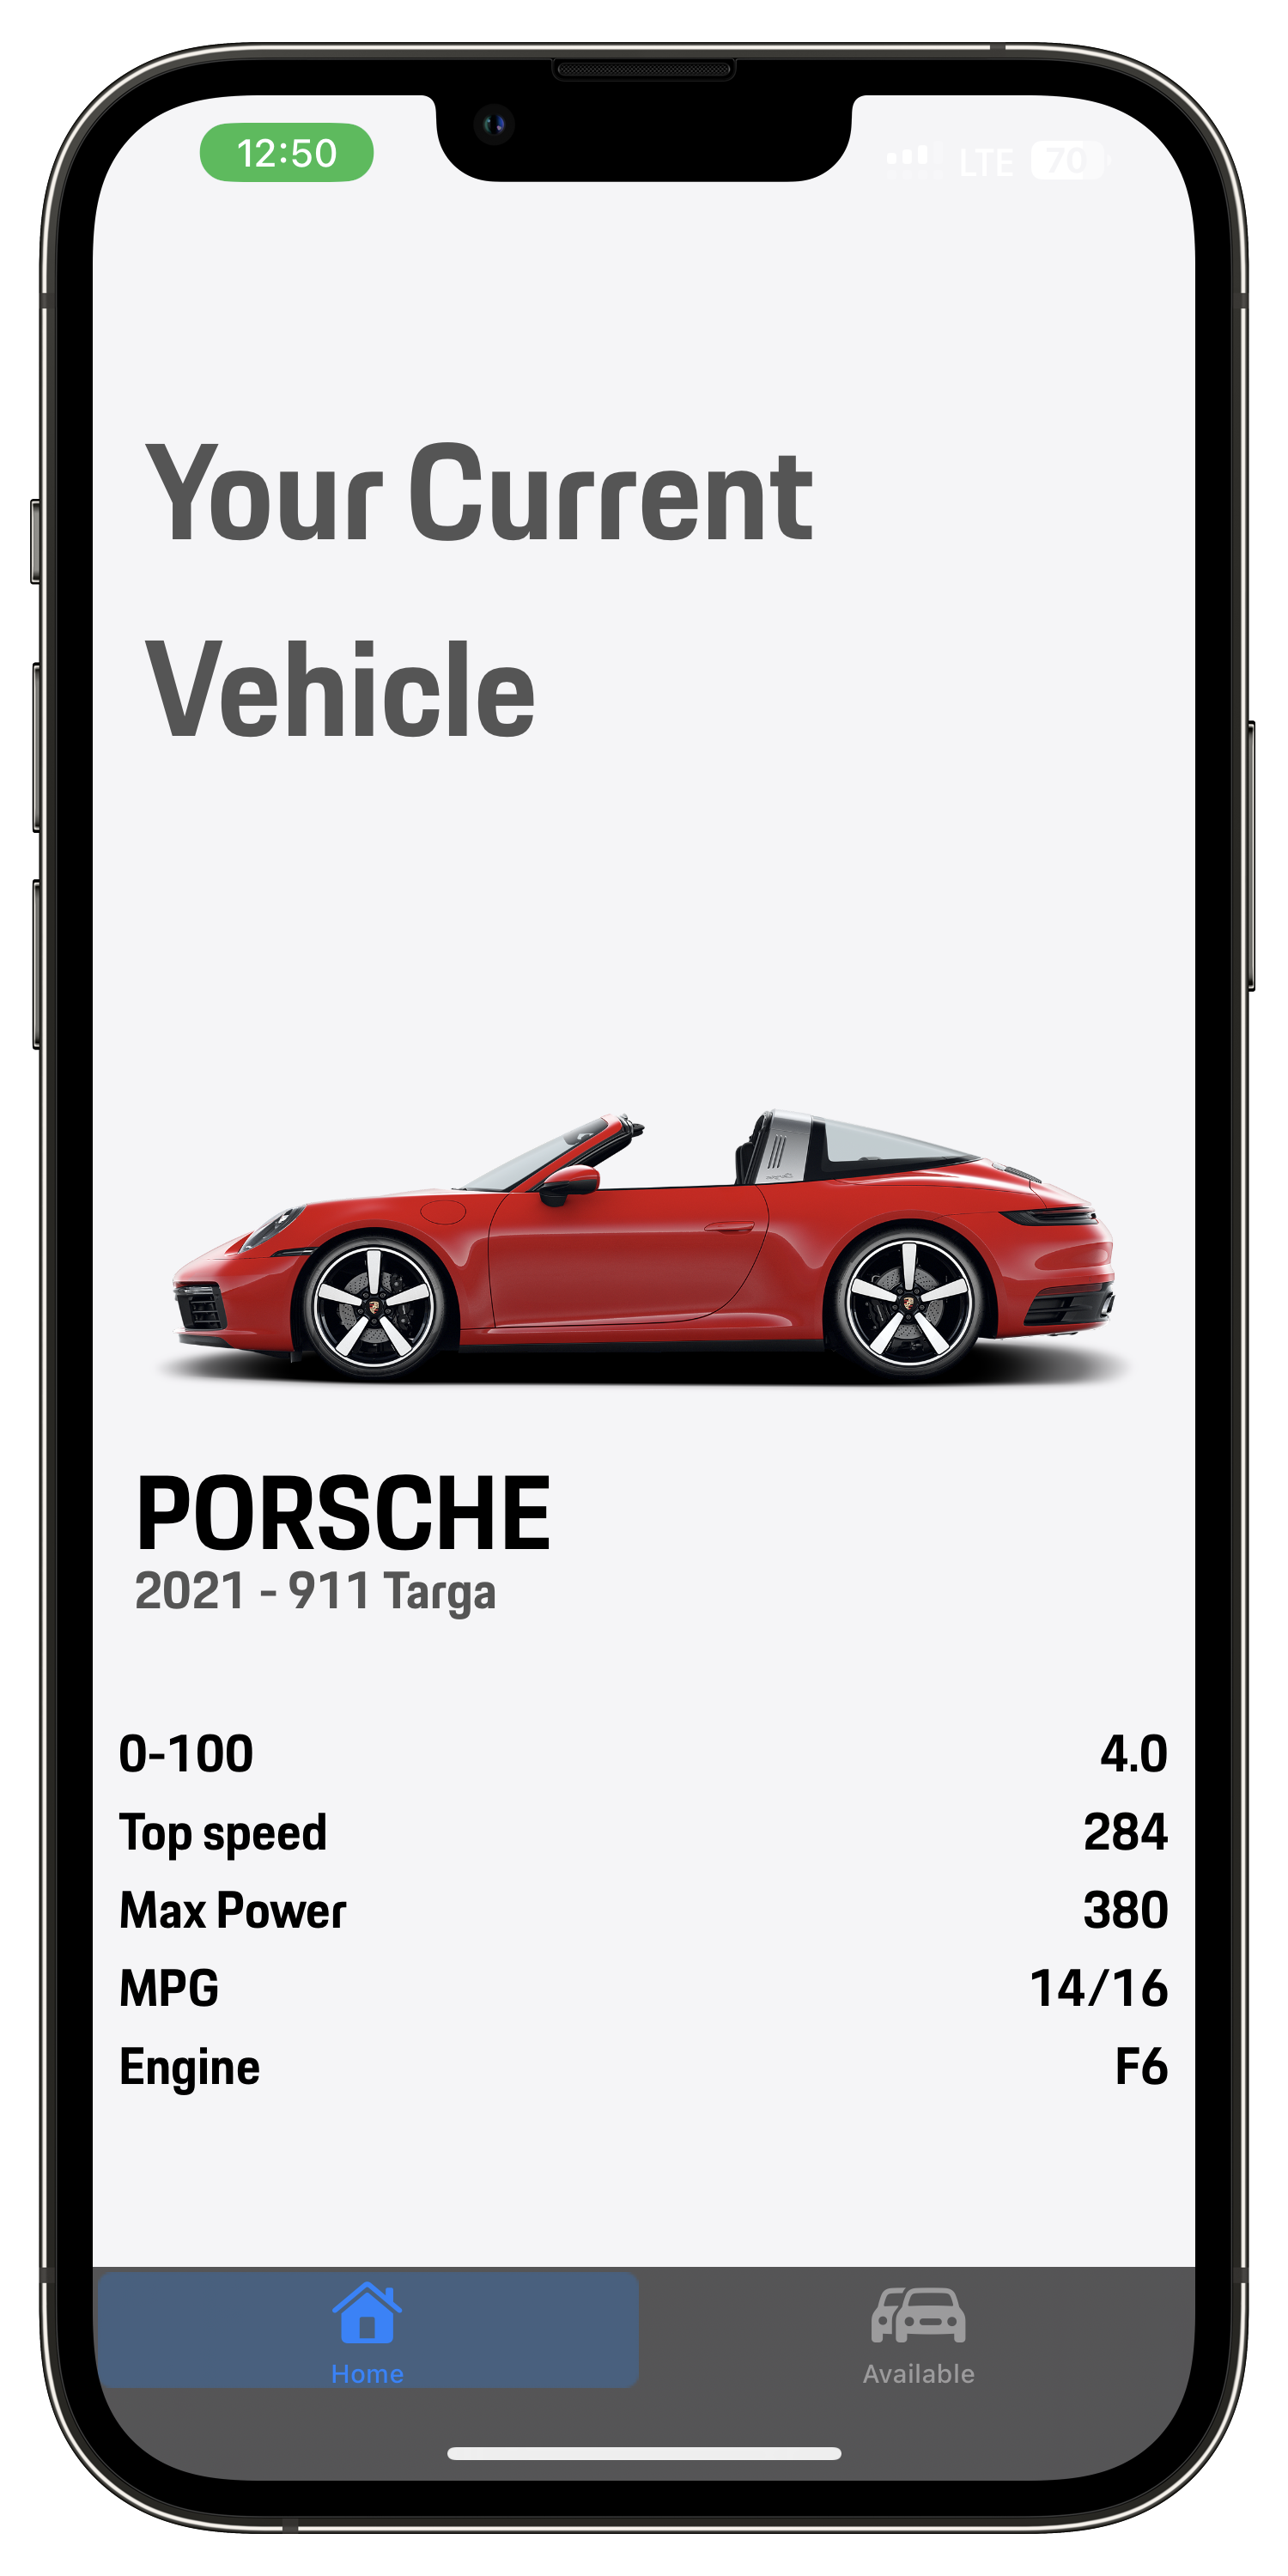 12:50 LTE 70
Your Current
Vehicle
PORSCHE
2021 - 911 Targa
0-100 4.0
Top speed 284
Max Power 380
MPG 14/16
Engine F6
Home Available